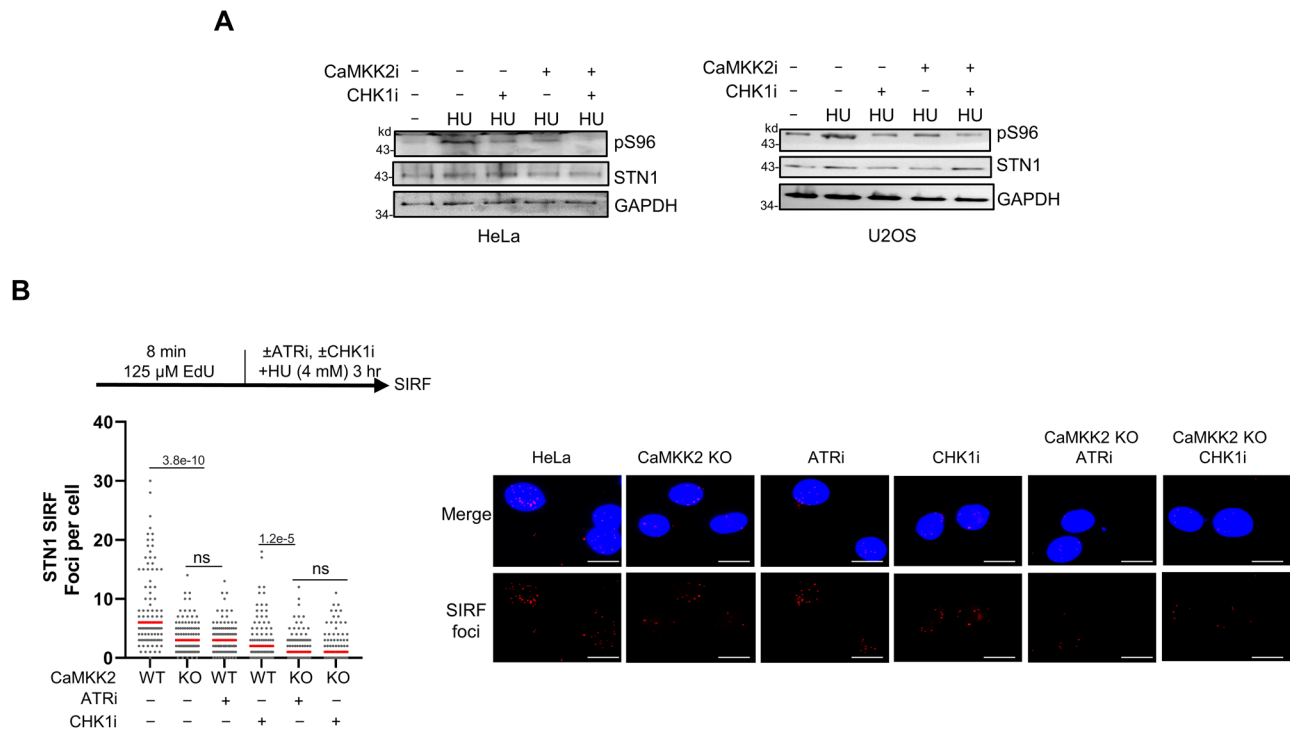 A
CaMKK2i – – – + +
CHK1i – – + – +
– HU HU HU HU
kd
43-
pS96
43-
STN1
34-
GAPDH
HeLa
CaMKK2i – – – + +
CHK1i – – + – +
– HU HU HU HU
kd
43-
pS96
43-
STN1
34-
GAPDH
U2OS
B
8 min
125 µM EdU
±ATRi, ±CHK1i
+HU (4 mM) 3 hr
SIRF
STN1 SIRF
Foci per cell
40
30
20
10
0
3.8e-10
ns
1.2e-5
ns
CaMKK2 WT KO WT WT KO KO
ATRi – – + – + –
CHK1i – – – + – +
HeLa
CaMKK2 KO
ATRi
CHK1i
CaMKK2 KO
ATRi
CaMKK2 KO
CHK1i
Merge
SIRF
foci